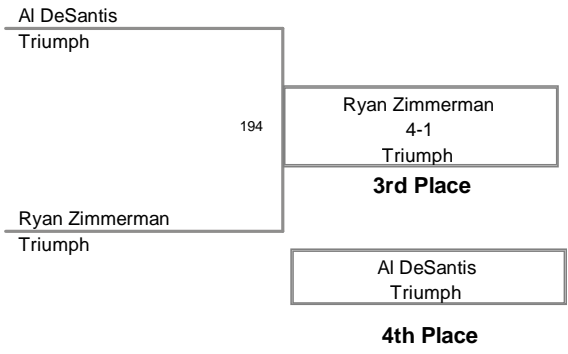 Al DeSantis
Triumph
194
Ryan Zimmerman
4-1
Triumph
3rd Place
Ryan Zimmerman
Triumph
Al DeSantis
Triumph
4th Place